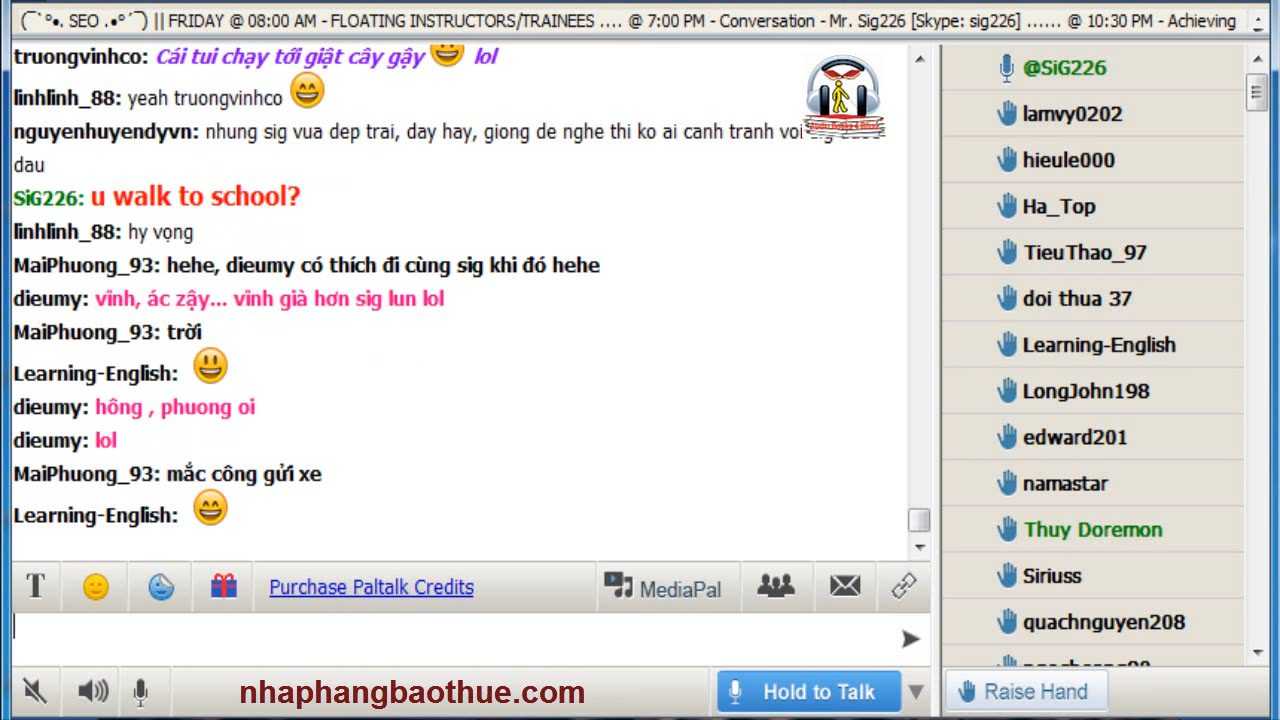 (¯`°•. SEO .•°´¯) || FRIDAY @ 08:00 AM - FLOATING INSTRUCTORS/TRAINEES .... @ 7:00 PM - Conversation - Mr. Sig226 [Skype: sig226] ...... @ 10:30 PM - Achieving
truongvinhco: Cái tui chạy tới giật cây gậy lol
linhlinh_88: yeah truongvinhco
nguyenhuyendyvn: nhung sig vua dep trai, day hay, giong de nghe thi ko ai canh tranh voi
dau
SiG226: u walk to school?
linhlinh_88: hy vọng
MaiPhuong_93: hehe, dieumy có thích đi cùng sig khi đó hehe
dieumy: vĩnh, ác zậy... vĩnh già hơn sig lun lol
MaiPhuong_93: trời
Learning-English:
dieumy: hông , phuong oi
dieumy: lol
MaiPhuong_93: mắc công gửi xe
Learning-English:
Purchase Paltalk Credits
MediaPal
nhaphangbaothue.com
Hold to Talk
@SiG226
lamvy0202
hieule000
Ha_Top
TieuThao_97
doi thua 37
Learning-English
LongJohn198
edward201
namastar
Thuy Doremon
Siriuss
quachnguyen208
Raise Hand